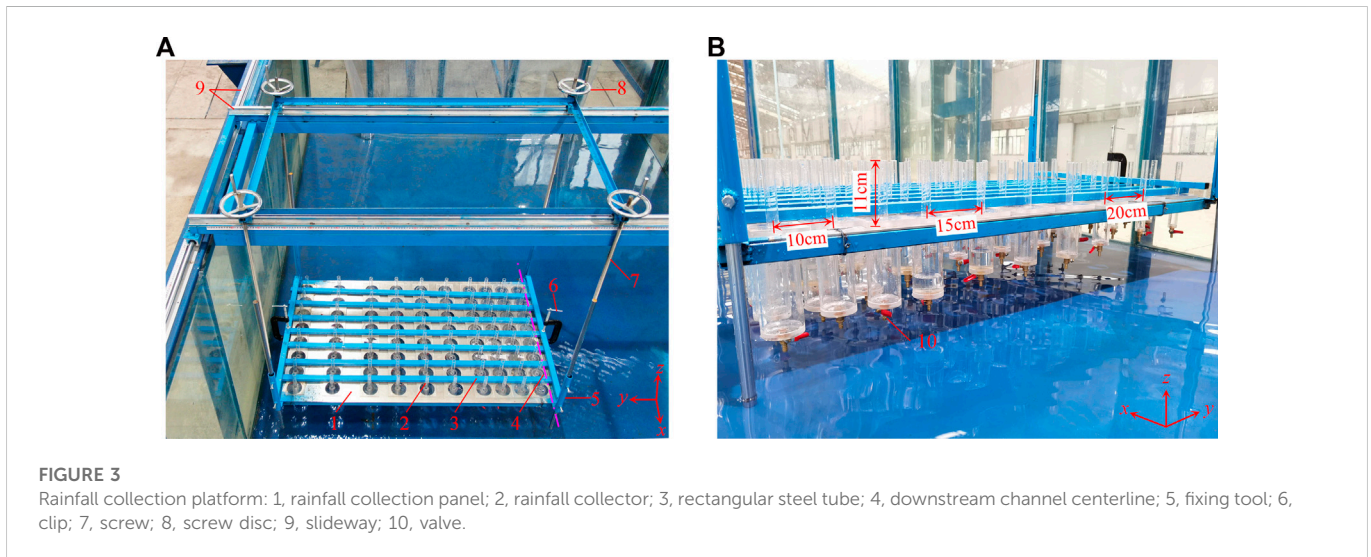 A
B
9
8
7
6
5
z
y
x
1
2
3
4
11cm
10cm
15cm
20cm
10
z
x
y
FIGURE 3
Rainfall collection platform: 1, rainfall collection panel; 2, rainfall collector; 3, rectangular steel tube; 4, downstream channel centerline; 5, fixing tool; 6,
clip; 7, screw; 8, screw disc; 9, slideway; 10, valve.